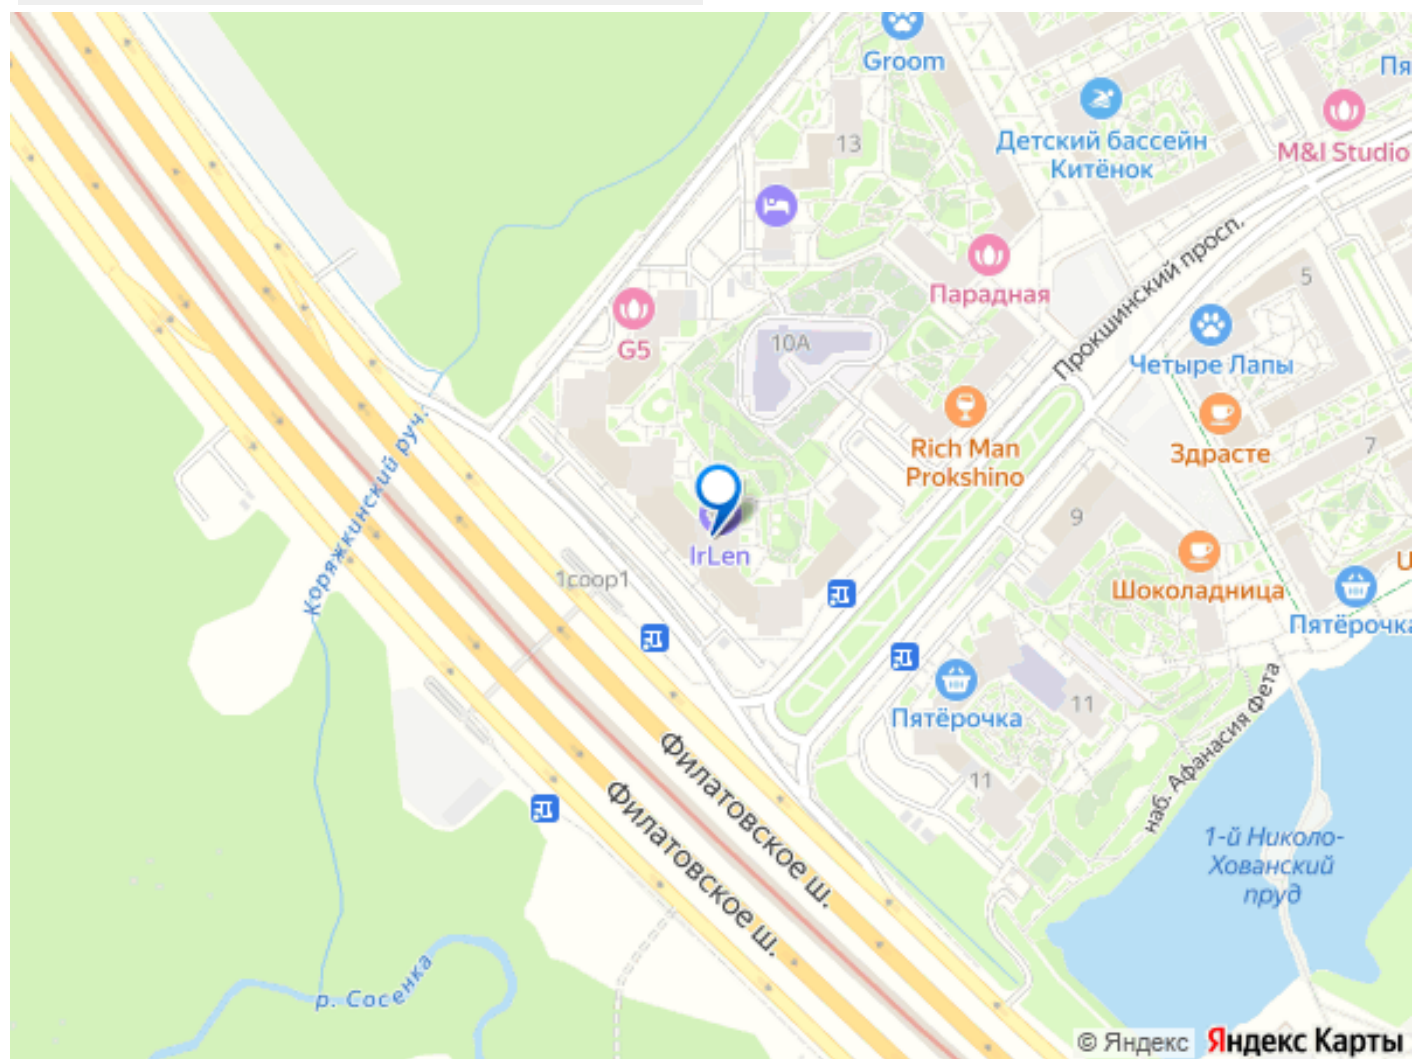 Groom
Пя
13
Детский бассейн
Китёнок
M&I Studio
Прокшинский просп.
Парадная
5
G5
10А
Четыре Лапы
Rich Man
Prokshino
Здрасте
7
Коряжкинский руч.
9
IrLen
1соор1
Шоколадница
U
Пятёрочка
Пятёрочка
11
наб. Афанасия Фета
11
Филатовское ш.
Филатовское ш.
1-й Николо-
Хованский
пруд
р. Сосенка
© Яндекс Яндекс Карты